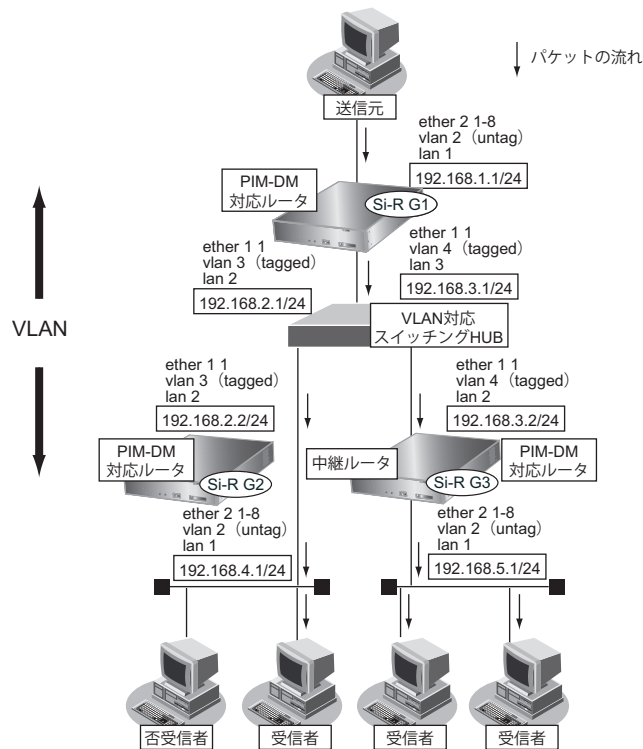 パケットの流れ
送信元
ether 2 1-8
vlan 2（untag）
lan 1
192.168.1.1/24
PIM-DM
対応ルータ
Si-R G1
ether 1 1
vlan 3（tagged）
lan 2
192.168.2.1/24
ether 1 1
vlan 4（tagged）
lan 3
192.168.3.1/24
VLAN
VLAN対応
スイッチングHUB
ether 1 1
vlan 3（tagged）
lan 2
192.168.2.2/24
ether 1 1
vlan 4（tagged）
lan 2
192.168.3.2/24
PIM-DM
対応ルータ
Si-R G2
中継ルータ
PIM-DM
対応ルータ
Si-R G3
ether 2 1-8
vlan 2（untag）
lan 1
192.168.4.1/24
ether 2 1-8
vlan 2（untag）
lan 1
192.168.5.1/24
否受信者
受信者
受信者
受信者